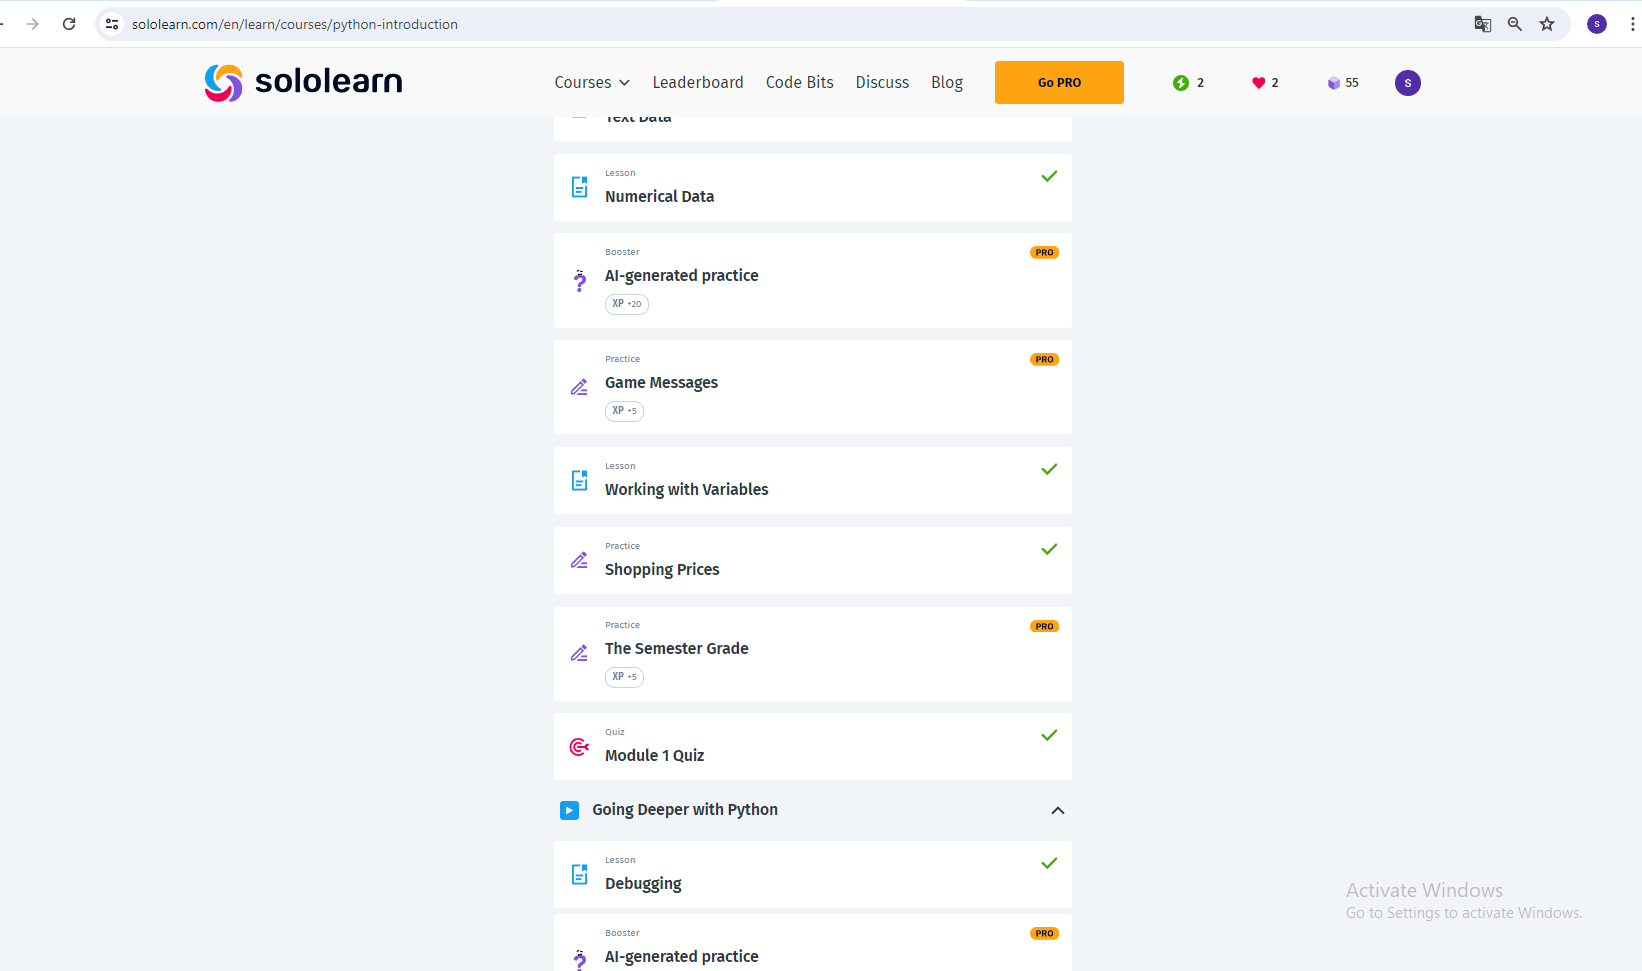 sololearn.com/en/learn/courses/python-introduction
S
sololearn
Courses
Leaderboard
Code Bits
Discuss
Blog
Go PRO
2
2
55
S
Text Data
Lesson
Numerical Data
Booster
PRO
AI-generated practice
XP +20
Practice
PRO
Game Messages
XP +5
Lesson
Working with Variables
Practice
Shopping Prices
Practice
PRO
The Semester Grade
XP +5
Quiz
Module 1 Quiz
Going Deeper with Python
Lesson
Debugging
Booster
PRO
AI-generated practice
Activate Windows
Go to Settings to activate Windows.